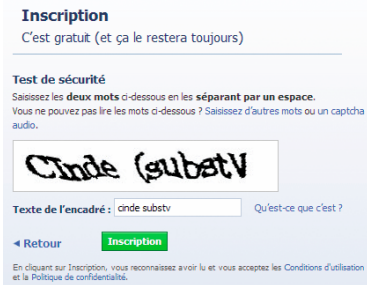 Inscription
C'est gratuit (et ça le restera toujours)
Test de sécurité
Saisissez les deux mots ci-dessous en les séparant par un espace.
Vous ne pouvez pas lire les mots ci-dessous ? Saisissez d'autres mots ou un captcha
audio.
Cinde (substV
Texte de l'encadré : cinde substv Qu'est-ce que c'est ?
◄ Retour Inscription
En cliquant sur Inscription, vous reconnaissez avoir lu et vous acceptez les Conditions d'utilisation
et la Politique de confidentialité.